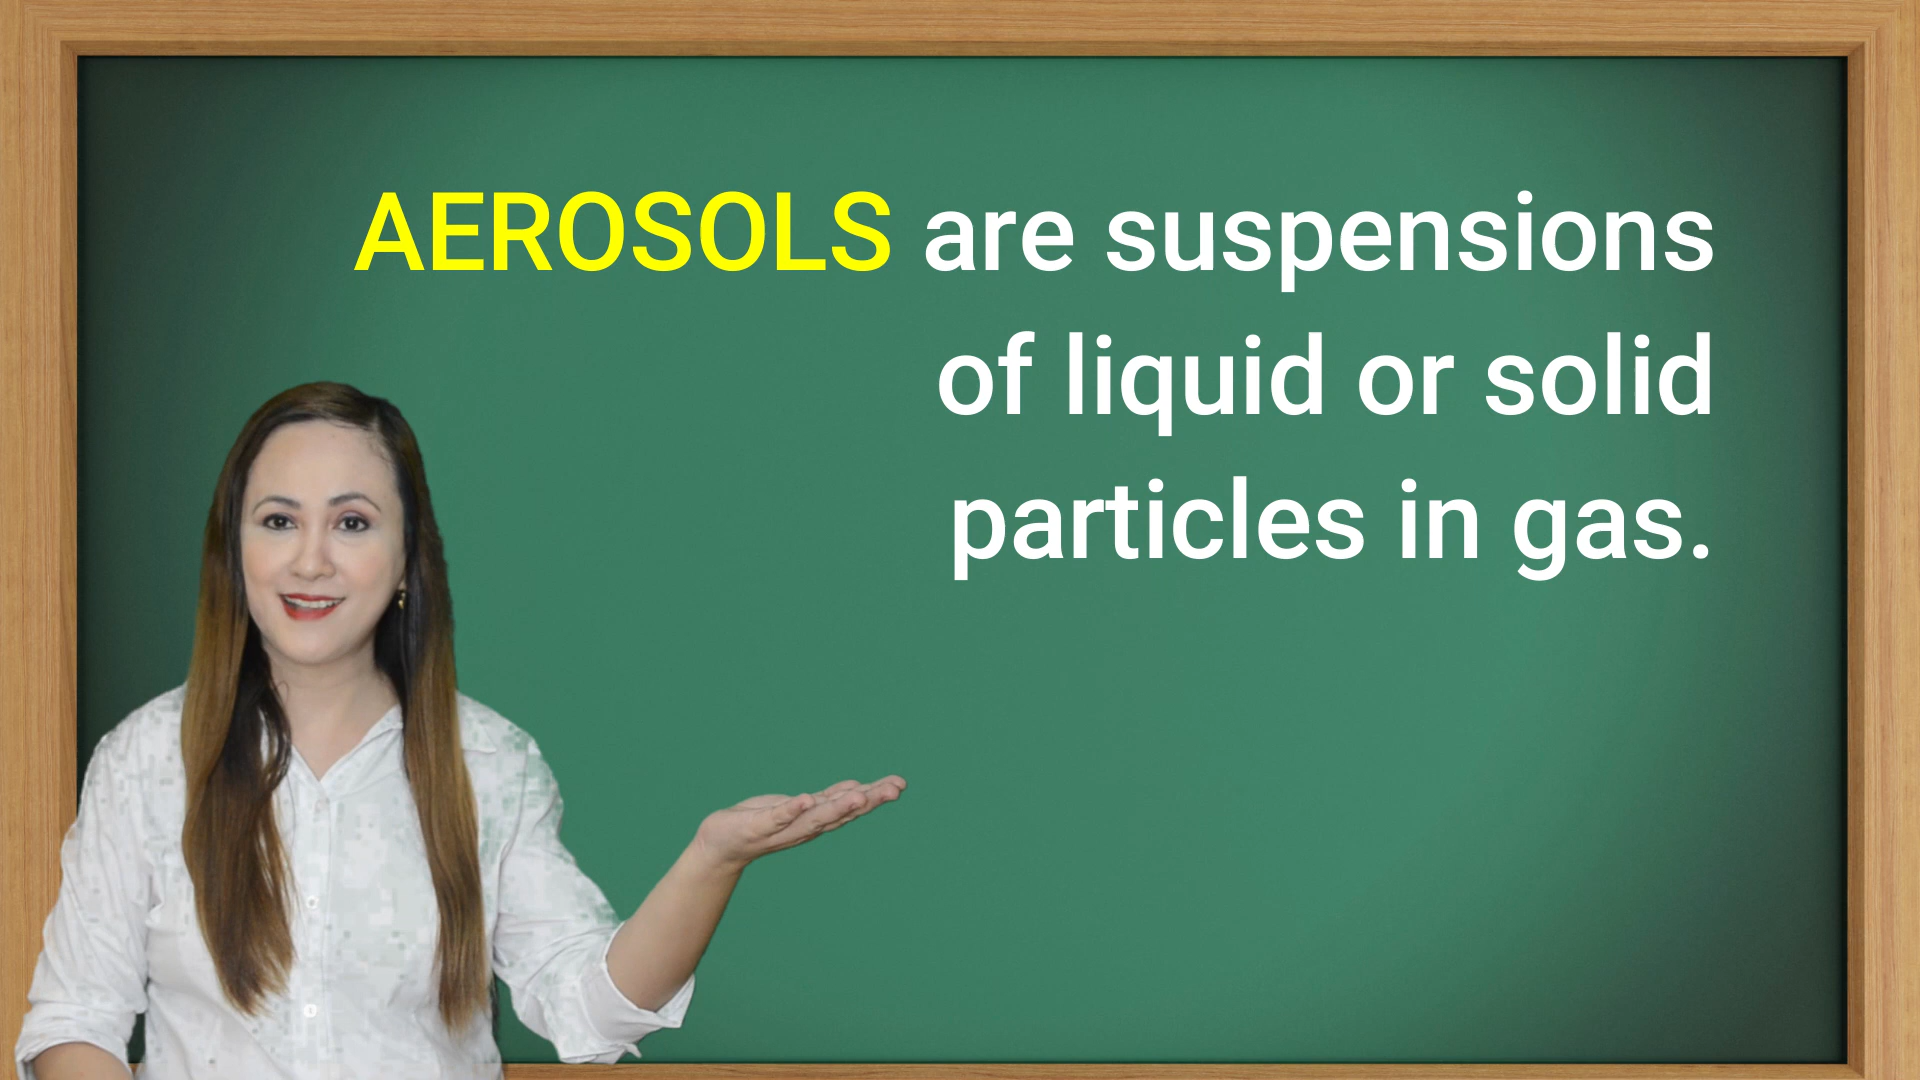 AEROSOLS are suspensions
of liquid or solid
particles in gas.